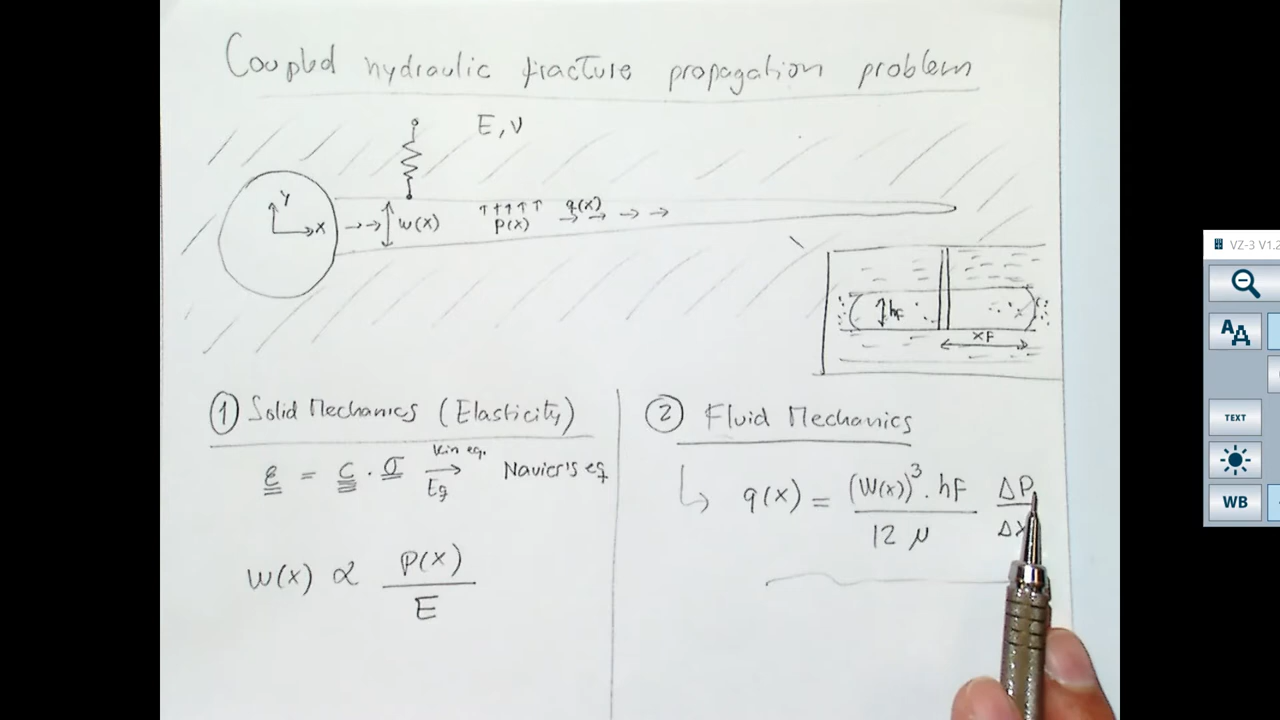 Coupled hydraulic fracture propagation problem
E, ν
Y
X
w(x)
P(x)
q(x)
hF
XF
① Solid Mechanics (Elasticity)
ε = C · σ → Navier's eq
Kin eq.
Eq
w(x) ∝ P(x) / E
② Fluid Mechanics
q(x) = (W(x))³ · hF / 12 μ ΔP / Δx
VZ-3 V1.2
AA
TEXT
WB